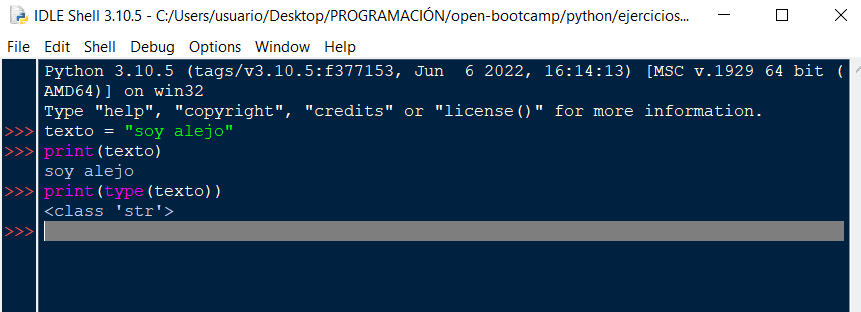 IDLE Shell 3.10.5 - C:/Users/usuario/Desktop/PROGRAMACIÓN/open-bootcamp/python/ejercicios...
File Edit Shell Debug Options Window Help
Python 3.10.5 (tags/v3.10.5:f377153, Jun  6 2022, 16:14:13) [MSC v.1929 64 bit (
AMD64)] on win32
Type "help", "copyright", "credits" or "license()" for more information.
>>> texto = "soy alejo"
>>> print(texto)
soy alejo
>>> print(type(texto))
<class 'str'>
>>>